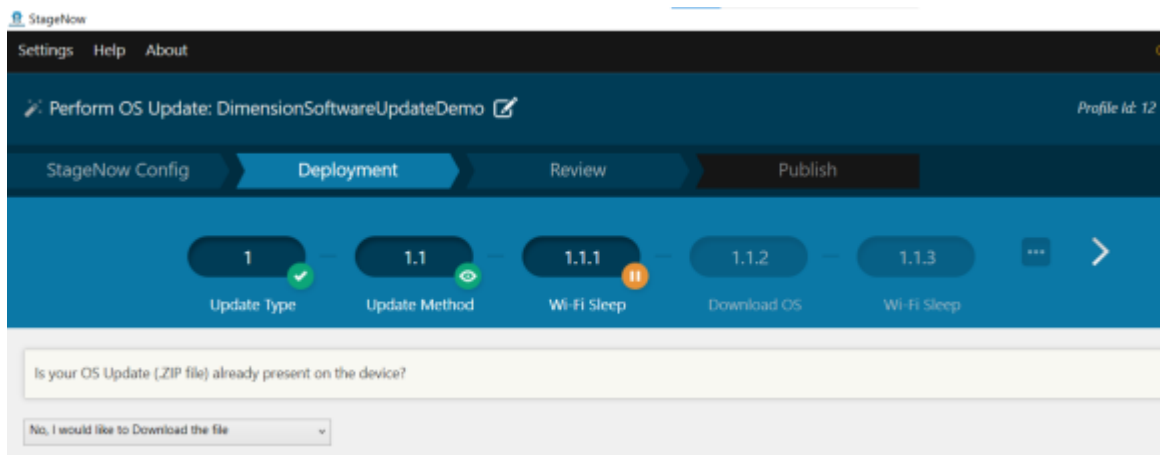 StageNow
Settings Help About
Perform OS Update: DimensionSoftwareUpdateDemo Profile Id: 12
StageNow Config Deployment Review Publish
1 1.1 1.1.1 1.1.2 1.1.3 ...
Update Type Update Method Wi-Fi Sleep Download OS Wi-Fi Sleep
Is your OS Update (.ZIP file) already present on the device?
No, I would like to Download the file